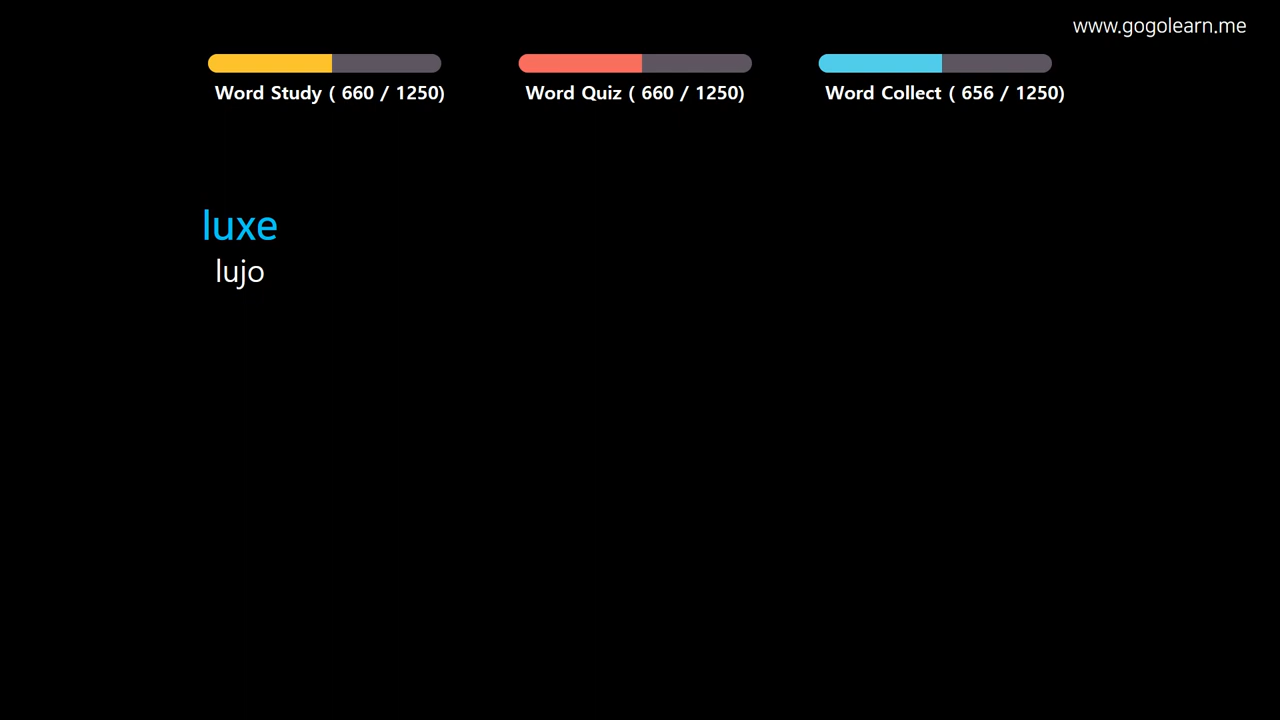 www.gogolearn.me
Word Study ( 660 / 1250)
Word Quiz ( 660 / 1250)
Word Collect ( 656 / 1250)
luxe
lujo